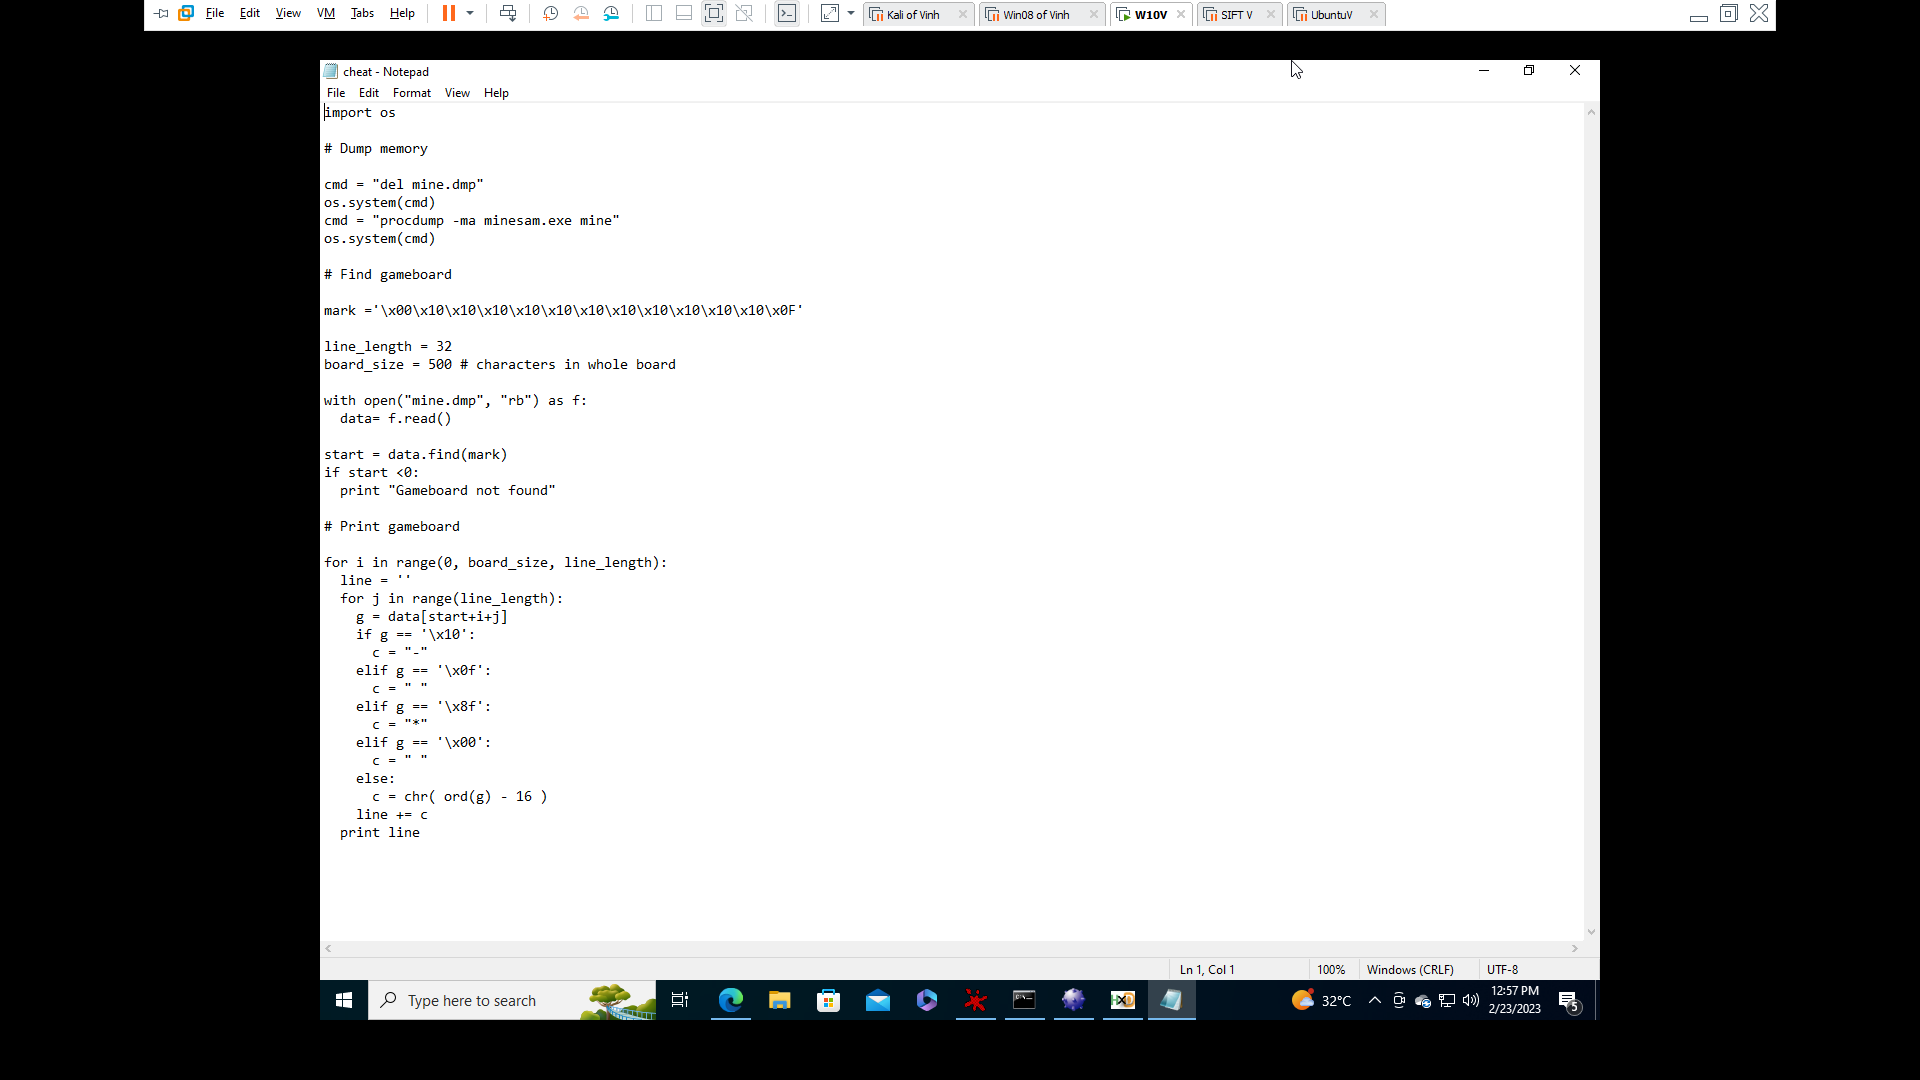 File Edit View VM Tabs Help Kali of Vinh Win08 of Vinh W10V SIFT V UbuntuV
cheat - Notepad
File Edit Format View Help
import os
# Dump memory
cmd = "del mine.dmp"
os.system(cmd)
cmd = "procdump -ma minesam.exe mine"
os.system(cmd)
# Find gameboard
mark ='\x00\x10\x10\x10\x10\x10\x10\x10\x10\x10\x10\x10\x0F'
line_length = 32
board_size = 500 # characters in whole board
with open("mine.dmp", "rb") as f:
  data= f.read()
start = data.find(mark)
if start <0:
  print "Gameboard not found"
# Print gameboard
for i in range(0, board_size, line_length):
  line = ''
  for j in range(line_length):
    g = data[start+i+j]
    if g == '\x10':
      c = "-"
    elif g == '\x0f':
      c = " "
    elif g == '\x8f':
      c = "*"
    elif g == '\x00':
      c = " "
    else:
      c = chr( ord(g) - 16 )
    line += c
  print line
Ln 1, Col 1 100% Windows (CRLF) UTF-8
Type here to search 32°C 12:57 PM
2/23/2023 5